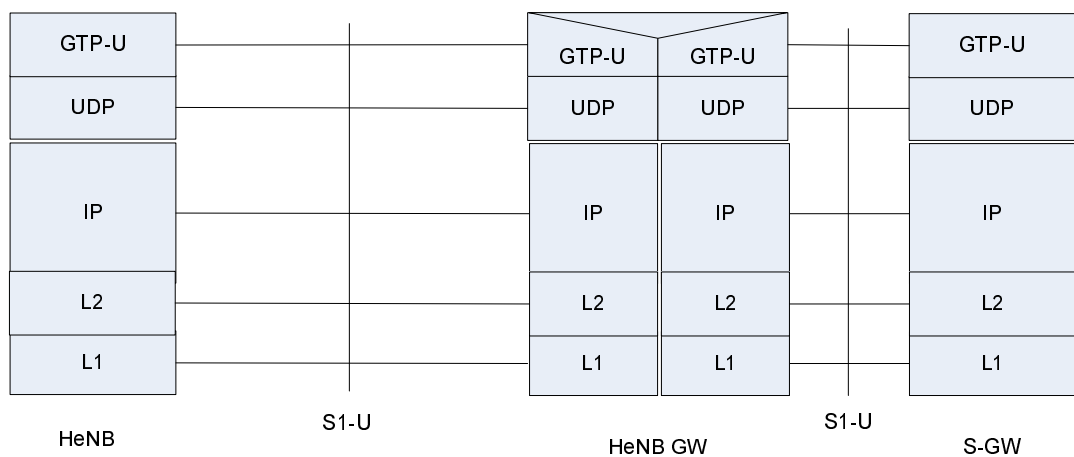 GTP-U GTP-U GTP-U GTP-U
UDP UDP UDP UDP
IP IP IP IP
L2 L2 L2 L2
L1 L1 L1 L1
S1-U S1-U
HeNB HeNB GW S-GW